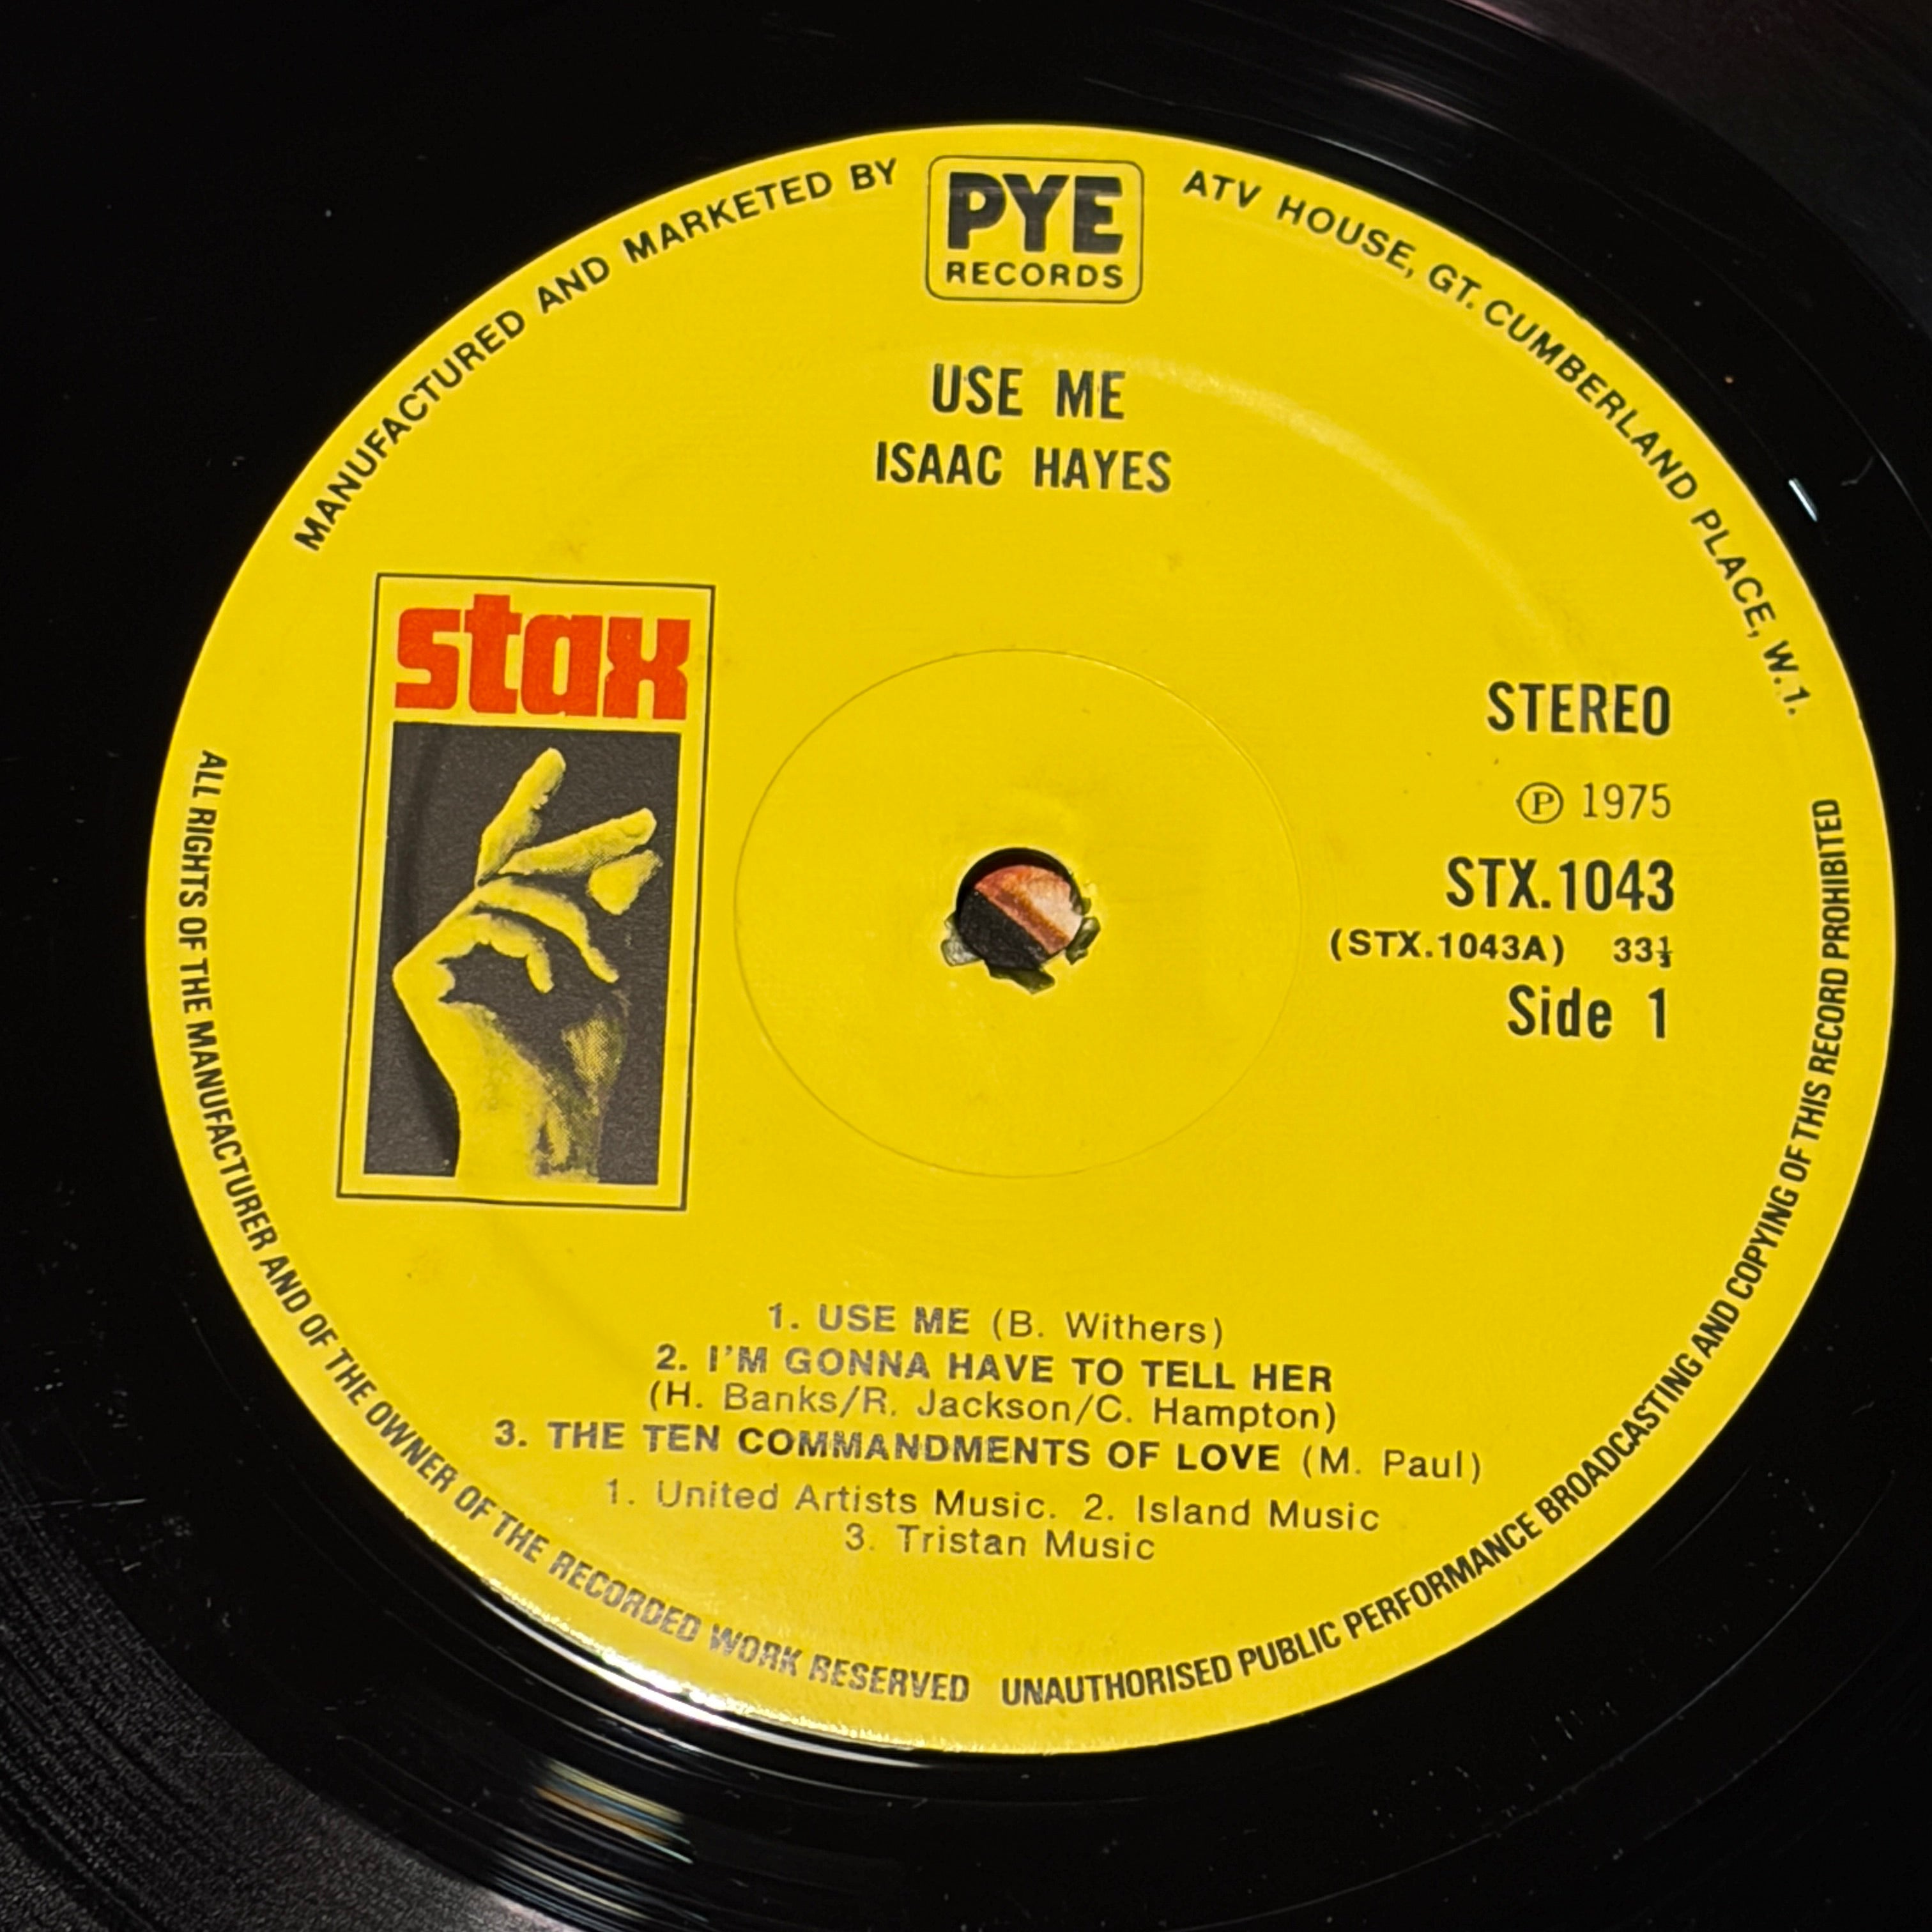 MANUFACTURED AND MARKETED BY
PYE
RECORDS
ATV HOUSE, GT. CUMBERLAND PLACE, W.1.
USE ME
ISAAC HAYES
stax
STEREO
Ⓟ 1975
STX.1043
(STX.1043A) 33⅓
Side 1
1. USE ME (B. Withers)
2. I'M GONNA HAVE TO TELL HER
(H. Banks/R. Jackson/C. Hampton)
3. THE TEN COMMANDMENTS OF LOVE (M. Paul)
1. United Artists Music. 2. Island Music
3. Tristan Music
ALL RIGHTS OF THE MANUFACTURER AND OF THE OWNER OF THE RECORDED WORK RESERVED
UNAUTHORISED PUBLIC PERFORMANCE BROADCASTING AND COPYING OF THIS RECORD PROHIBITED